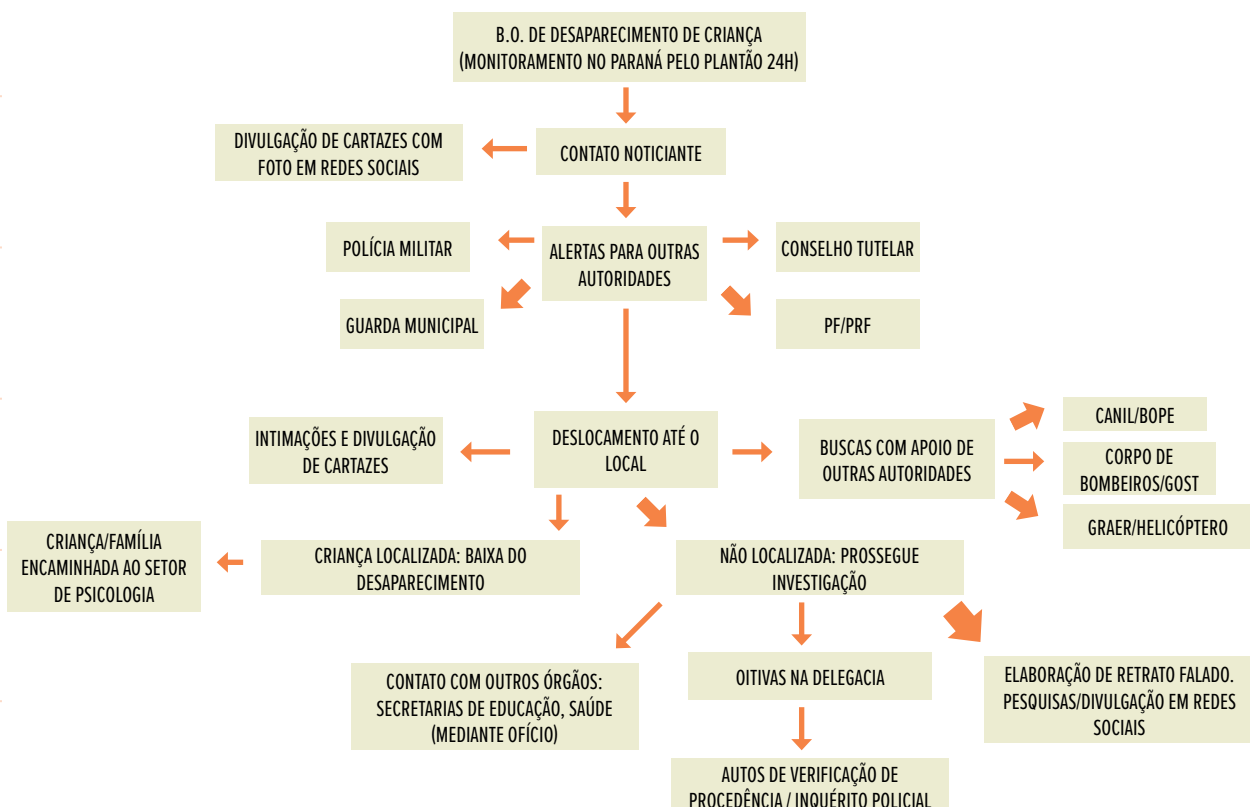 B.O. DE DESAPARECIMENTO DE CRIANÇA
(MONITORAMENTO NO PARANÁ PELO PLANTÃO 24H)
DIVULGAÇÃO DE CARTAZES COM
FOTO EM REDES SOCIAIS
CONTATO NOTICIANTE
POLÍCIA MILITAR
ALERTAS PARA OUTRAS
AUTORIDADES
CONSELHO TUTELAR
GUARDA MUNICIPAL
PF/PRF
INTIMAÇÕES E DIVULGAÇÃO
DE CARTAZES
DESLOCAMENTO ATÉ O
LOCAL
BUSCAS COM APOIO DE
OUTRAS AUTORIDADES
CANIL/BOPE
CORPO DE
BOMBEIROS/GOST
GRAER/HELICÓPTERO
CRIANÇA/FAMÍLIA
ENCAMINHADA AO SETOR
DE PSICOLOGIA
CRIANÇA LOCALIZADA: BAIXA DO
DESAPARECIMENTO
NÃO LOCALIZADA: PROSSEGUE
INVESTIGAÇÃO
CONTATO COM OUTROS ÓRGÃOS:
SECRETARIAS DE EDUCAÇÃO, SAÚDE
(MEDIANTE OFÍCIO)
OITIVAS NA DELEGACIA
ELABORAÇÃO DE RETRATO FALADO.
PESQUISAS/DIVULGAÇÃO EM REDES
SOCIAIS
AUTOS DE VERIFICAÇÃO DE
PROCEDÊNCIA / INQUÉRITO POLICIAL